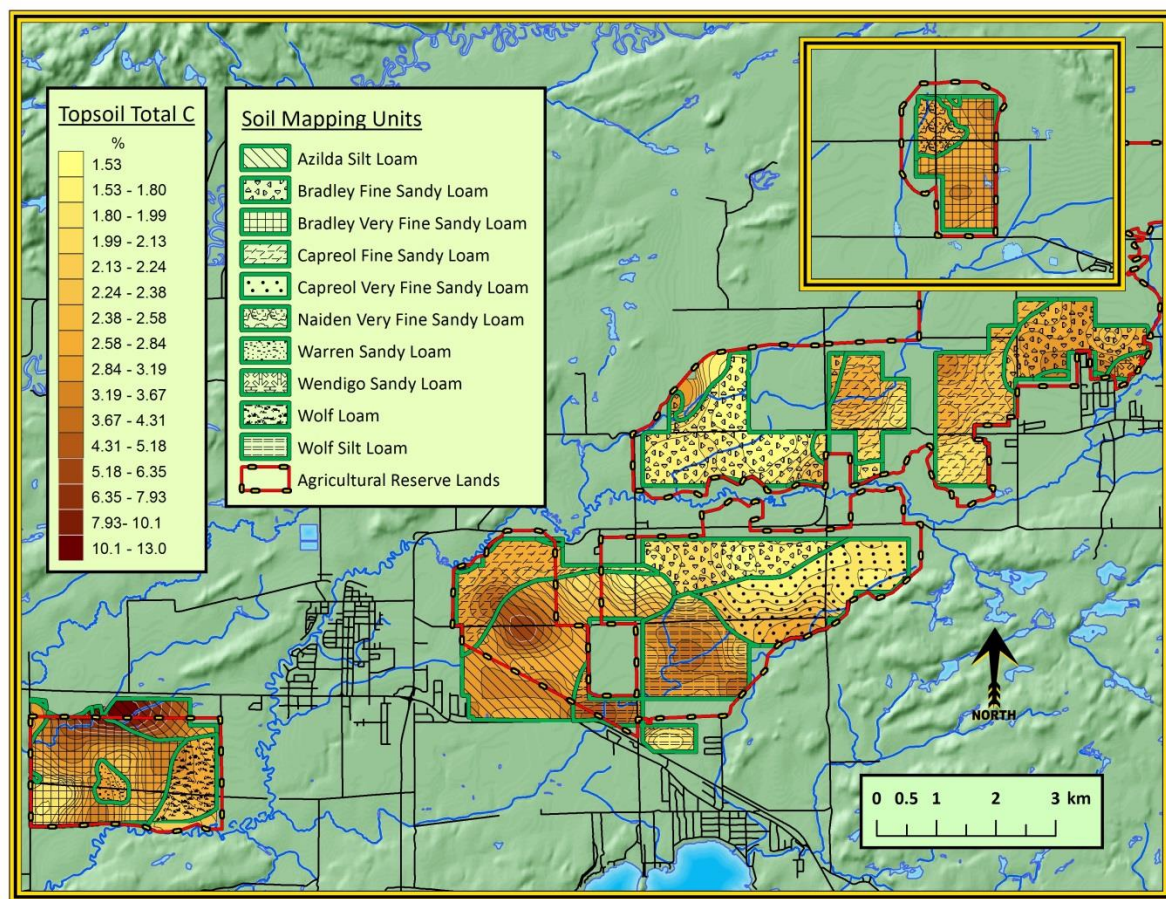 Topsoil Total C
%
1.53
1.53 - 1.80
1.80 - 1.99
1.99 - 2.13
2.13 - 2.24
2.24 - 2.38
2.38 - 2.58
2.58 - 2.84
2.84 - 3.19
3.19 - 3.67
3.67 - 4.31
4.31 - 5.18
5.18 - 6.35
6.35 - 7.93
7.93- 10.1
10.1 - 13.0
Soil Mapping Units
Azilda Silt Loam
Bradley Fine Sandy Loam
Bradley Very Fine Sandy Loam
Capreol Fine Sandy Loam
Capreol Very Fine Sandy Loam
Naiden Very Fine Sandy Loam
Warren Sandy Loam
Wendigo Sandy Loam
Wolf Loam
Wolf Silt Loam
Agricultural Reserve Lands
NORTH
0 0.5 1 2 3 km